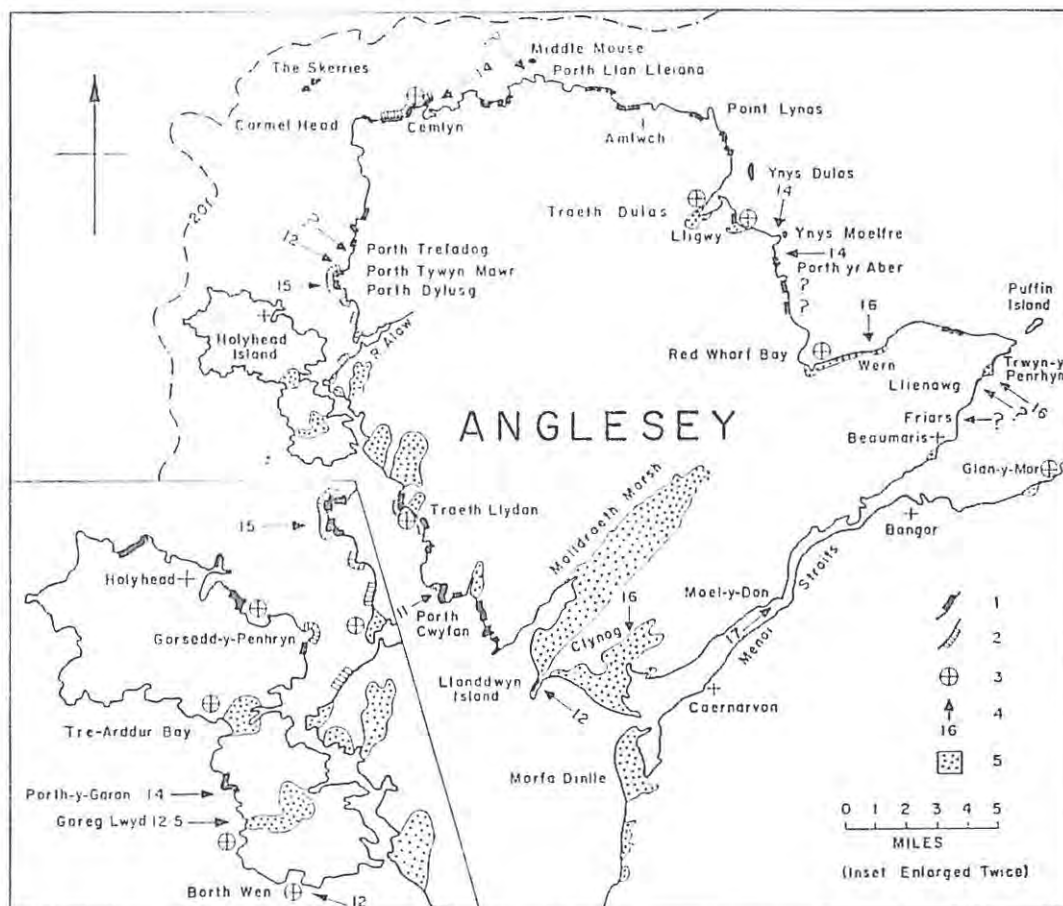 Middle Mouse
14 ?
The Skerries
Porth Llan Lleiana
Carmel Head
Cemlyn
Point Lynas
Amlwch
Ynys Dulas
14
20f
Traeth Dulas
Lligwy
Ynys Moelfre
14
12 ?
Porth Trefadog
Porth Tywyn Mawr
Porth Dylusg
15
Porth yr Aber
?
?
Puffin
Island
16
Holyhead
Island
R. Alaw
Red Wharf Bay
Wern
Trwyn-y
Penrhyn
Llienawg
16
?
Friars
?
ANGLESEY
Beaumaris
Glan-y-Mor
Malldraeth Marsh
15
Traeth Llydan
Bangor
Holyhead
Straits
Moel-y-Don
16
1
11
Porth
Cwyfan
Clynog
17
Menai
2
Gorsedd-y-Penhryn
Llanddwyn
Island
3
12
Caernarvon
4
16
Tre-Arddur Bay
Morfa Dinlle
5
Porth-y-Garan 14
0 1 2 3 4 5
Gareg Lwyd 12·5
MILES
(Inset Enlarged Twice)
Borth Wen
12